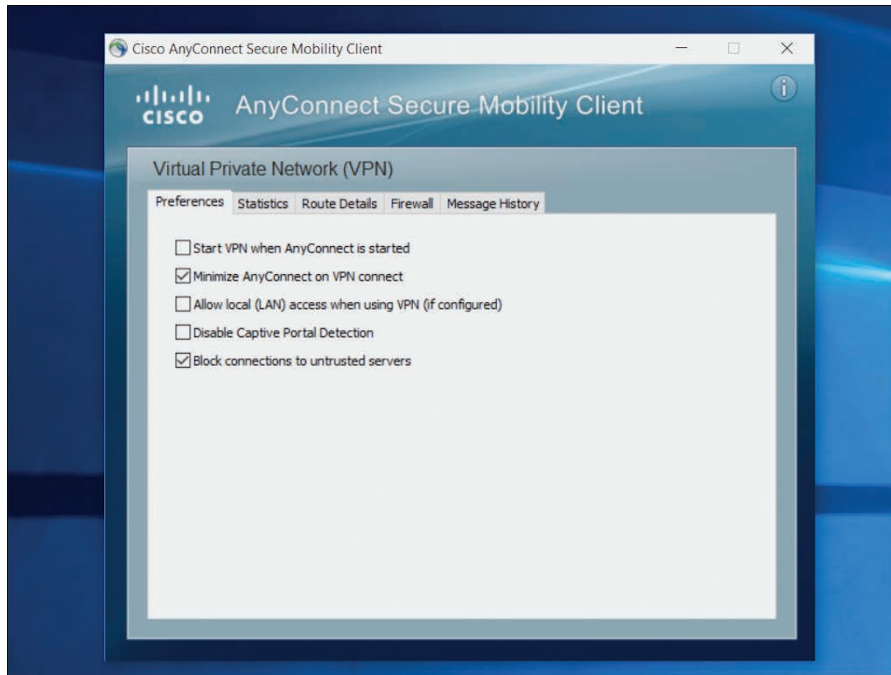 Cisco AnyConnect Secure Mobility Client
CISCO
AnyConnect Secure Mobility Client
i
Virtual Private Network (VPN)
Preferences Statistics Route Details Firewall Message History
Start VPN when AnyConnect is started
Minimize AnyConnect on VPN connect
Allow local (LAN) access when using VPN (if configured)
Disable Captive Portal Detection
Block connections to untrusted servers